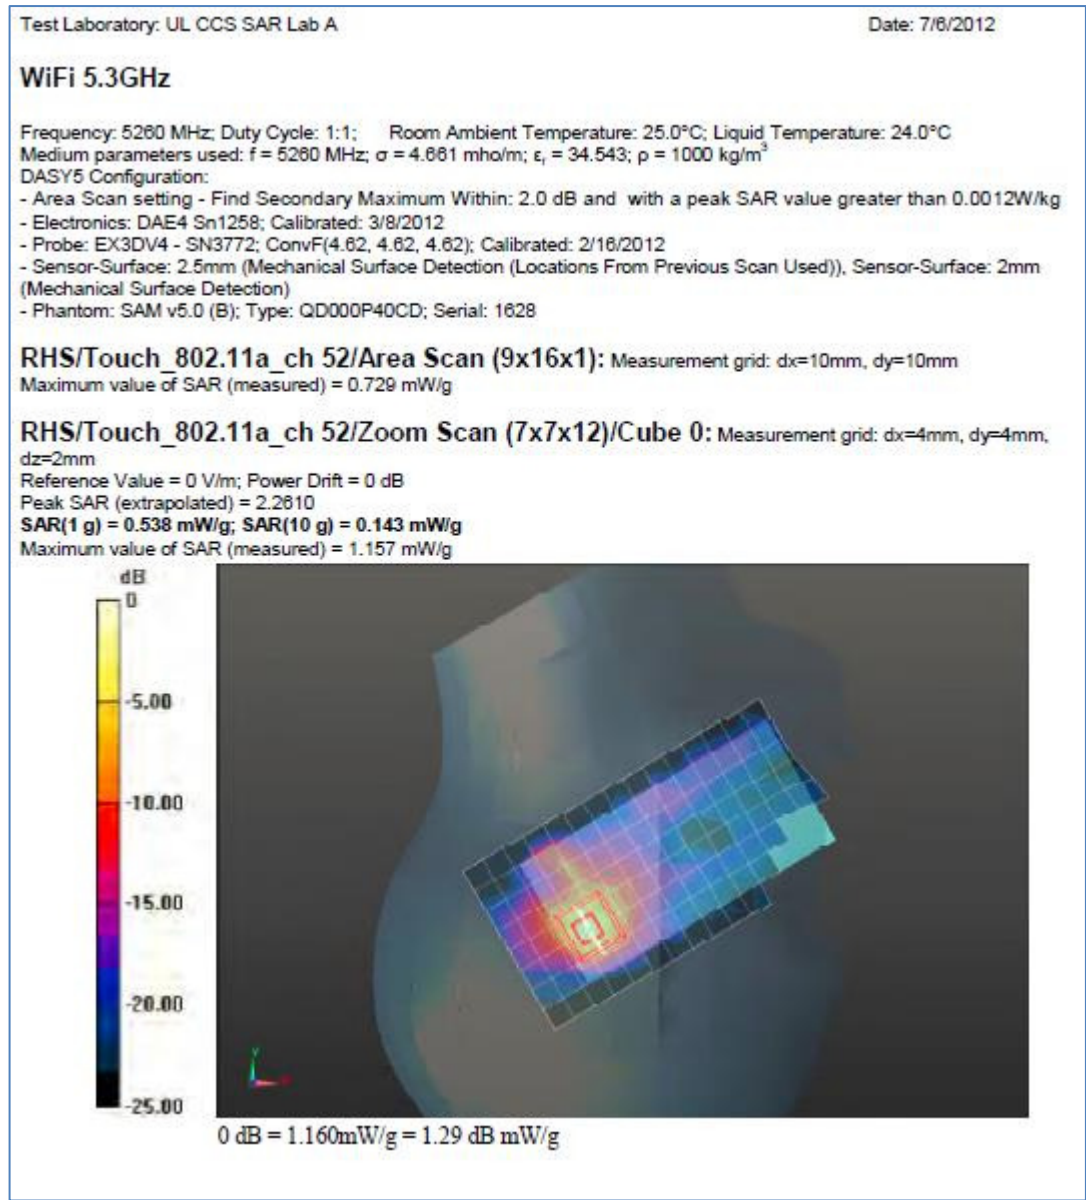 Test Laboratory: UL CCS SAR Lab A Date: 7/6/2012
WiFi 5.3GHz
Frequency: 5260 MHz; Duty Cycle: 1:1; Room Ambient Temperature: 25.0°C; Liquid Temperature: 24.0°C
Medium parameters used: f = 5260 MHz; σ = 4.661 mho/m; εr = 34.543; ρ = 1000 kg/m³
DASY5 Configuration:
- Area Scan setting - Find Secondary Maximum Within: 2.0 dB and with a peak SAR value greater than 0.0012W/kg
- Electronics: DAE4 Sn1258; Calibrated: 3/8/2012
- Probe: EX3DV4 - SN3772; ConvF(4.62, 4.62, 4.62); Calibrated: 2/16/2012
- Sensor-Surface: 2.5mm (Mechanical Surface Detection (Locations From Previous Scan Used)), Sensor-Surface: 2mm
(Mechanical Surface Detection)
- Phantom: SAM v5.0 (B); Type: QD000P40CD; Serial: 1628
RHS/Touch_802.11a_ch 52/Area Scan (9x16x1): Measurement grid: dx=10mm, dy=10mm
Maximum value of SAR (measured) = 0.729 mW/g
RHS/Touch_802.11a_ch 52/Zoom Scan (7x7x12)/Cube 0: Measurement grid: dx=4mm, dy=4mm,
dz=2mm
Reference Value = 0 V/m; Power Drift = 0 dB
Peak SAR (extrapolated) = 2.2610
SAR(1 g) = 0.538 mW/g; SAR(10 g) = 0.143 mW/g
Maximum value of SAR (measured) = 1.157 mW/g
dB
0
-5.00
-10.00
-15.00
-20.00
-25.00
0 dB = 1.160mW/g = 1.29 dB mW/g